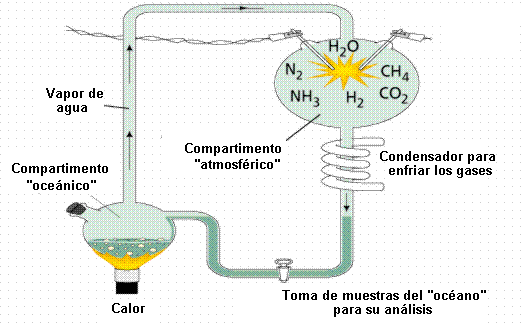 H2O
N2
CH4
NH3
H2
CO2
Vapor de
agua
Compartimento
"atmosférico"
Condensador para
enfriar los gases
Compartimento
"oceánico"
Calor
Toma de muestras del "océano"
para su análisis